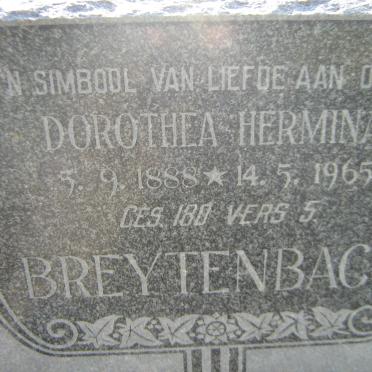 'N SIMBOOL VAN LIEFDE AAN
DOROTHEA HERMINA
5. 9. 1888 ★ 14. 5. 1965
GES. 180 VERS 5.
BREYTENBAC